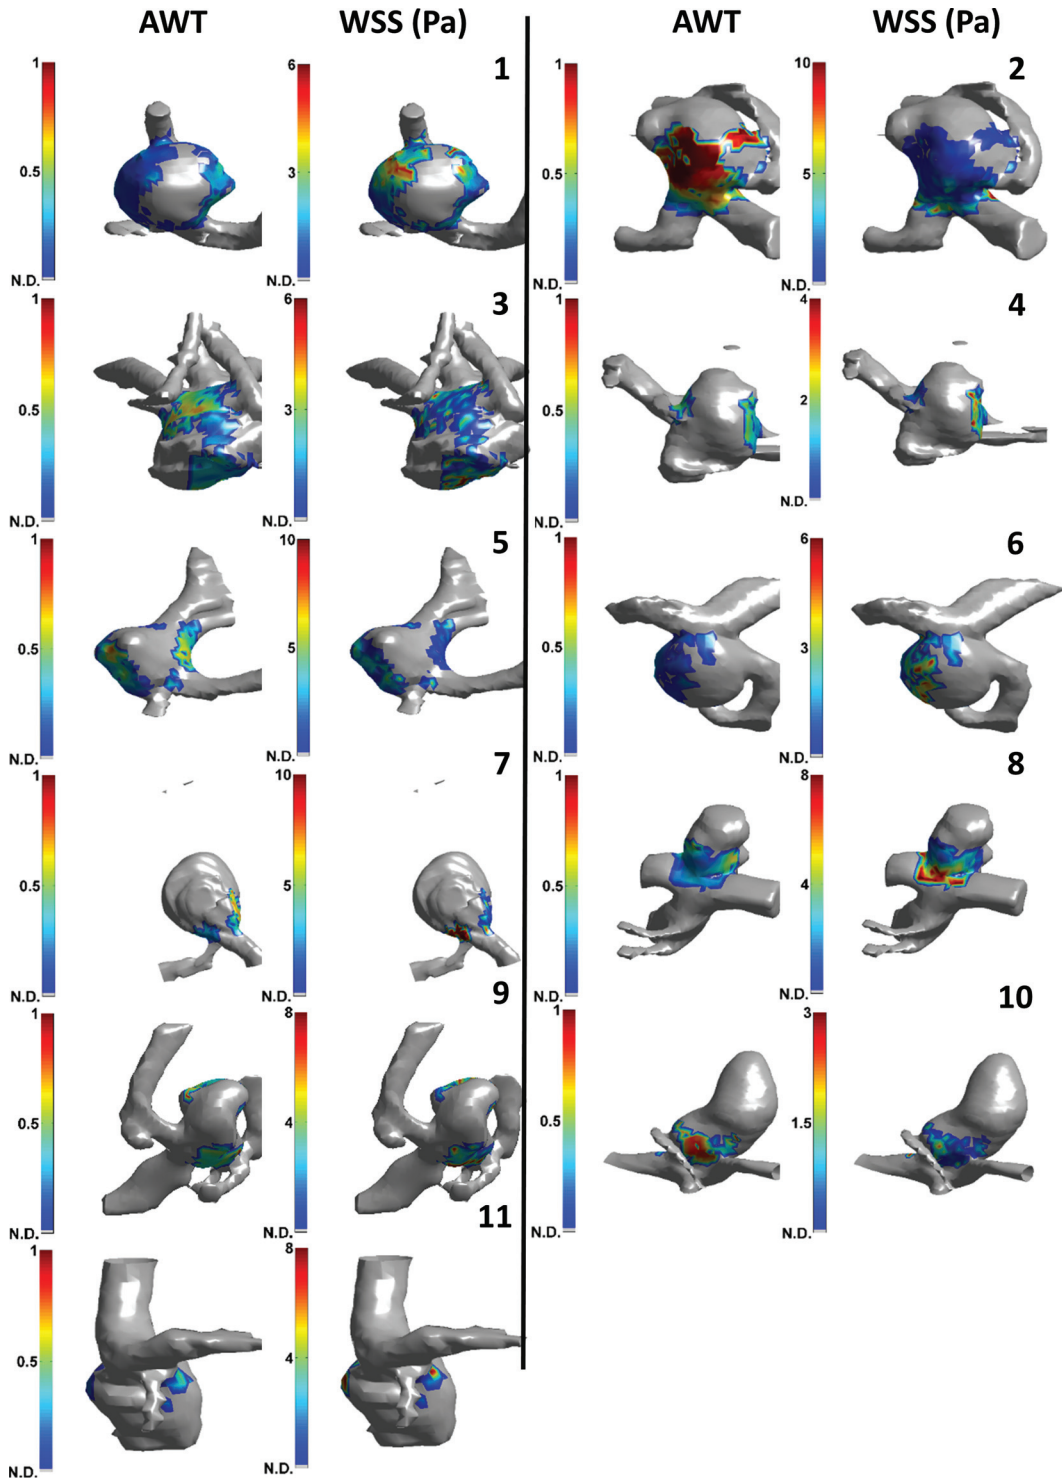 AWT WSS (Pa) AWT WSS (Pa)
1 6 1 1 10 2
0.5 3 0.5 5
N.D. N.D. N.D. N.D.
1 6 3 1 4 4
0.5 3 0.5 2
N.D. N.D. N.D. N.D.
1 10 5 1 6 6
0.5 5 0.5 3
N.D. N.D. N.D. N.D.
1 10 7 1 8 8
0.5 5 0.5 4
N.D. N.D. N.D. N.D.
1 8 9 1 3 10
0.5 4 0.5 1.5
N.D. N.D. N.D. N.D.
1 8 11
0.5 4
N.D. N.D.